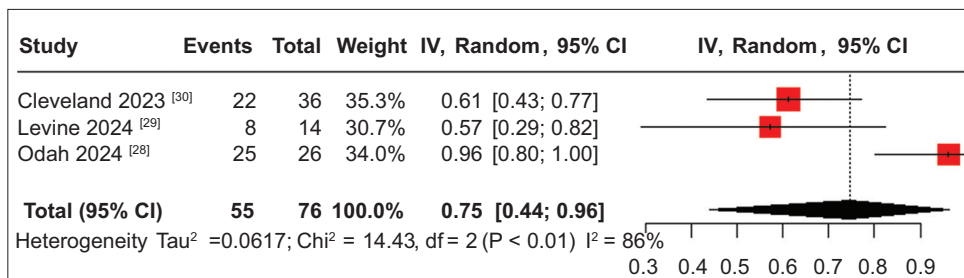 Study Events Total Weight IV, Random, 95% CI IV, Random, 95% CI
Cleveland 2023 [30] 22 36 35.3% 0.61 [0.43; 0.77]
Levine 2024 [29] 8 14 30.7% 0.57 [0.29; 0.82]
Odah 2024 [28] 25 26 34.0% 0.96 [0.80; 1.00]
Total (95% CI) 55 76 100.0% 0.75 [0.44; 0.96]
Heterogeneity Tau² =0.0617; Chi² = 14.43, df = 2 (P < 0.01) I² = 86%
0.3 0.4 0.5 0.6 0.7 0.8 0.9